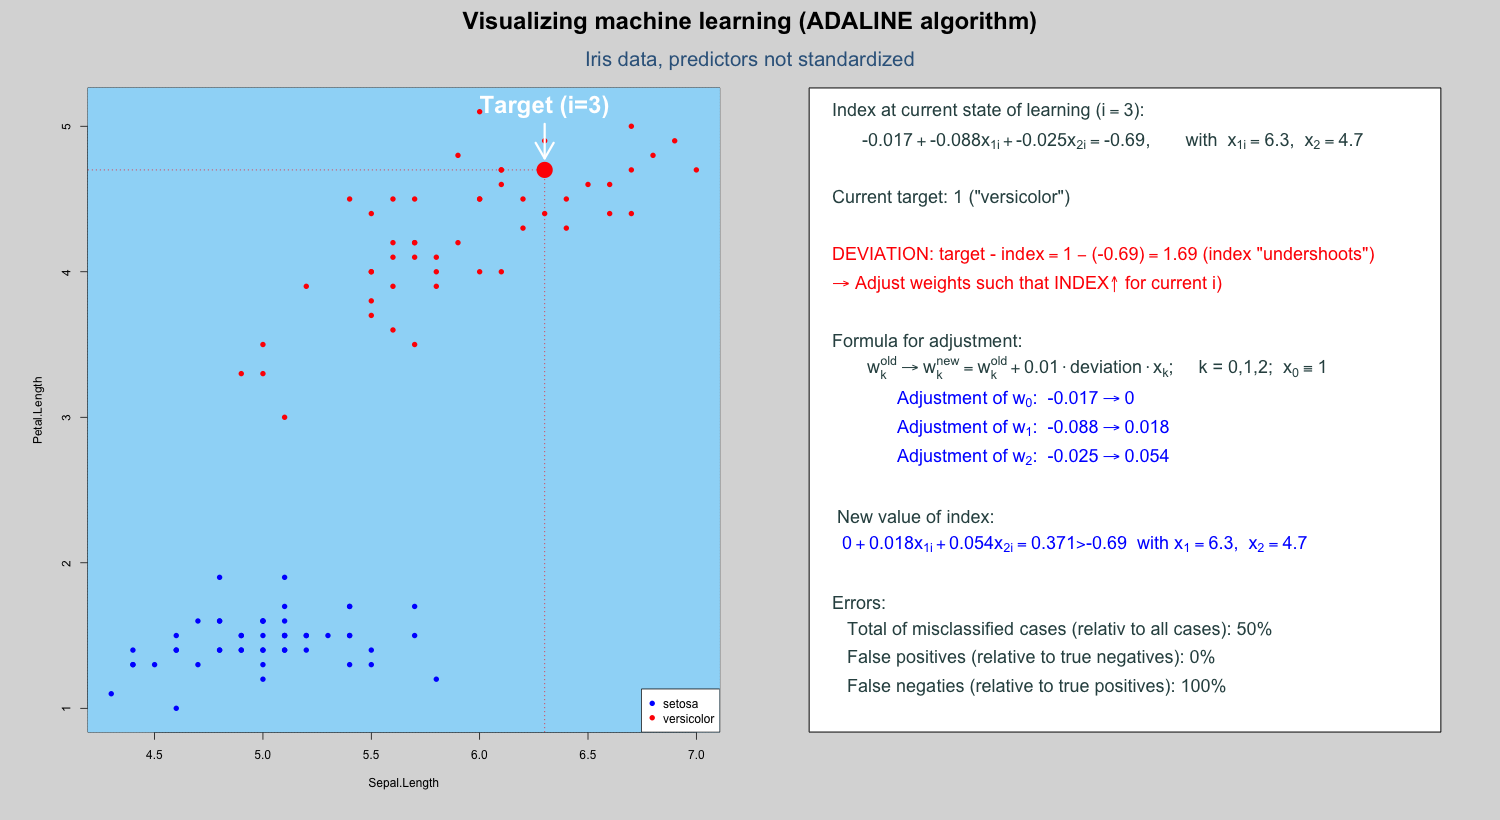 Visualizing machine learning (ADALINE algorithm)
Iris data, predictors not standardized
Target (i=3)
5
4
3
2
1
Petal.Length
4.5 5.0 5.5 6.0 6.5 7.0
Sepal.Length
setosa
versicolor
Index at current state of learning (i = 3):
-0.017 + -0.088x1i + -0.025x2i = -0.69, with x1i = 6.3, x2 = 4.7
Current target: 1 ("versicolor")
DEVIATION: target - index = 1 − (-0.69) = 1.69 (index "undershoots")
→ Adjust weights such that INDEX↑ for current i)
Formula for adjustment:
wkold → wknew = wkold + 0.01 · deviation · xk; k = 0,1,2; x0 ≡ 1
Adjustment of w0: -0.017 → 0
Adjustment of w1: -0.088 → 0.018
Adjustment of w2: -0.025 → 0.054
New value of index:
0 + 0.018x1i + 0.054x2i = 0.371>-0.69 with x1 = 6.3, x2 = 4.7
Errors:
Total of misclassified cases (relativ to all cases): 50%
False positives (relative to true negatives): 0%
False negaties (relative to true positives): 100%